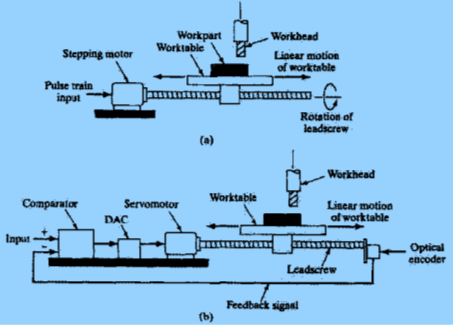 Workhead
Workpart
Worktable
Stepping motor
Linear motion
of worktable
Pulse train
input
Rotation of
leadscrew
(a)
Workhead
Worktable
Linear motion
of worktable
Comparator
DAC
Servomotor
+
Input
−
Optical
encoder
Leadscrew
Feedback signal
(b)